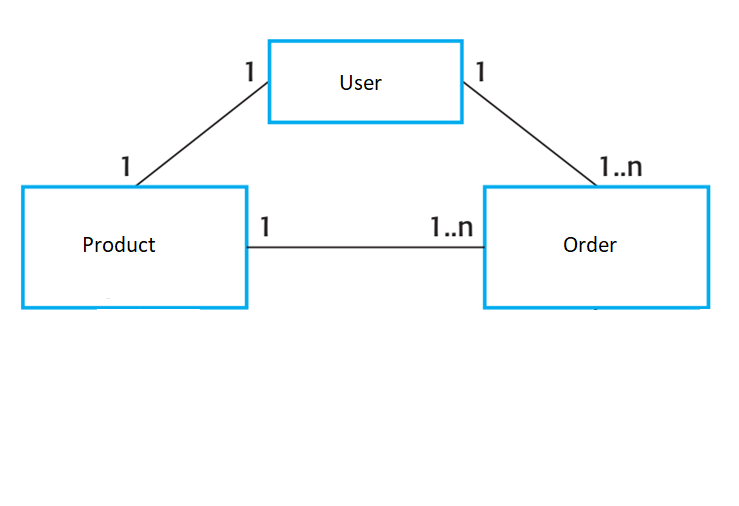 1 User 1
1 1..n
1 1..n
Product Order